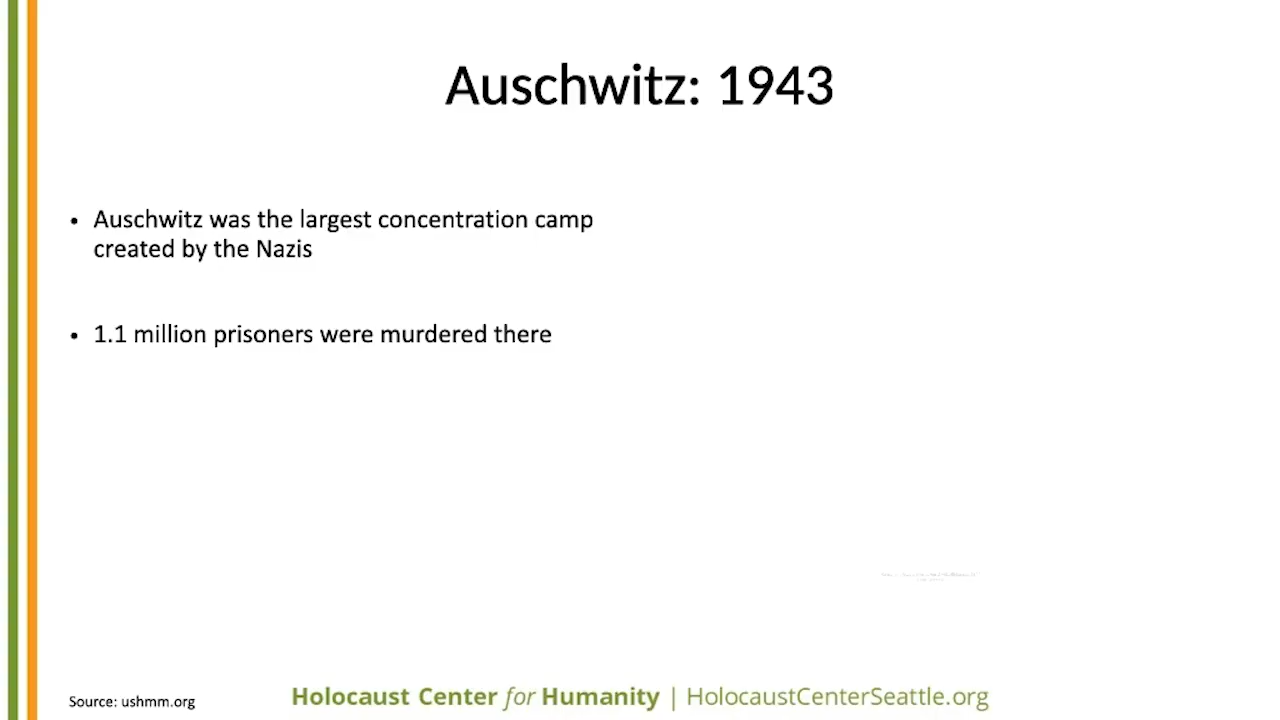 Auschwitz: 1943
• Auschwitz was the largest concentration camp
created by the Nazis
• 1.1 million prisoners were murdered there
Source: ushmm.org
Holocaust Center for Humanity | HolocaustCenterSeattle.org